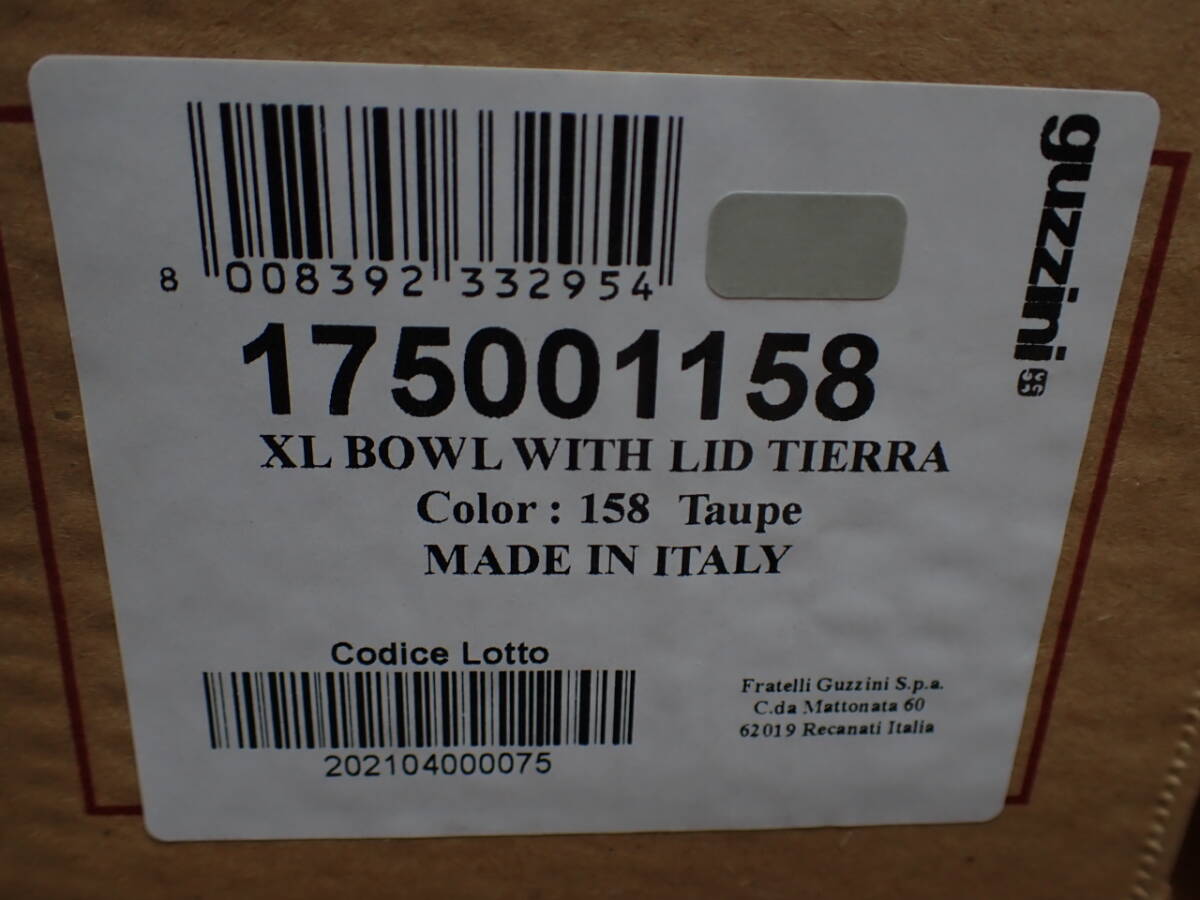 guzzini
8 008392 332954
175001158
XL BOWL WITH LID TIERRA
Color : 158 Taupe
MADE IN ITALY
Codice Lotto
202104000075
Fratelli Guzzini S.p.a.
C.da Mattonata 60
62019 Recanati Italia